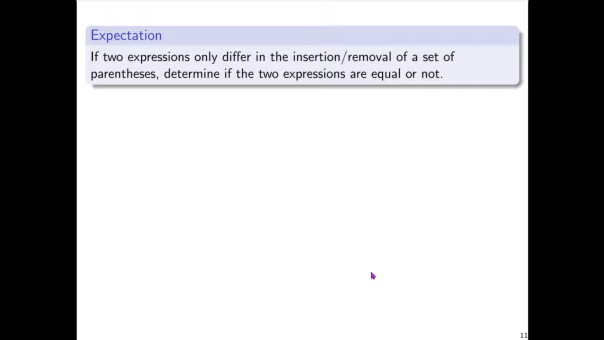 Expectation
If two expressions only differ in the insertion/removal of a set of
parentheses, determine if the two expressions are equal or not.
11